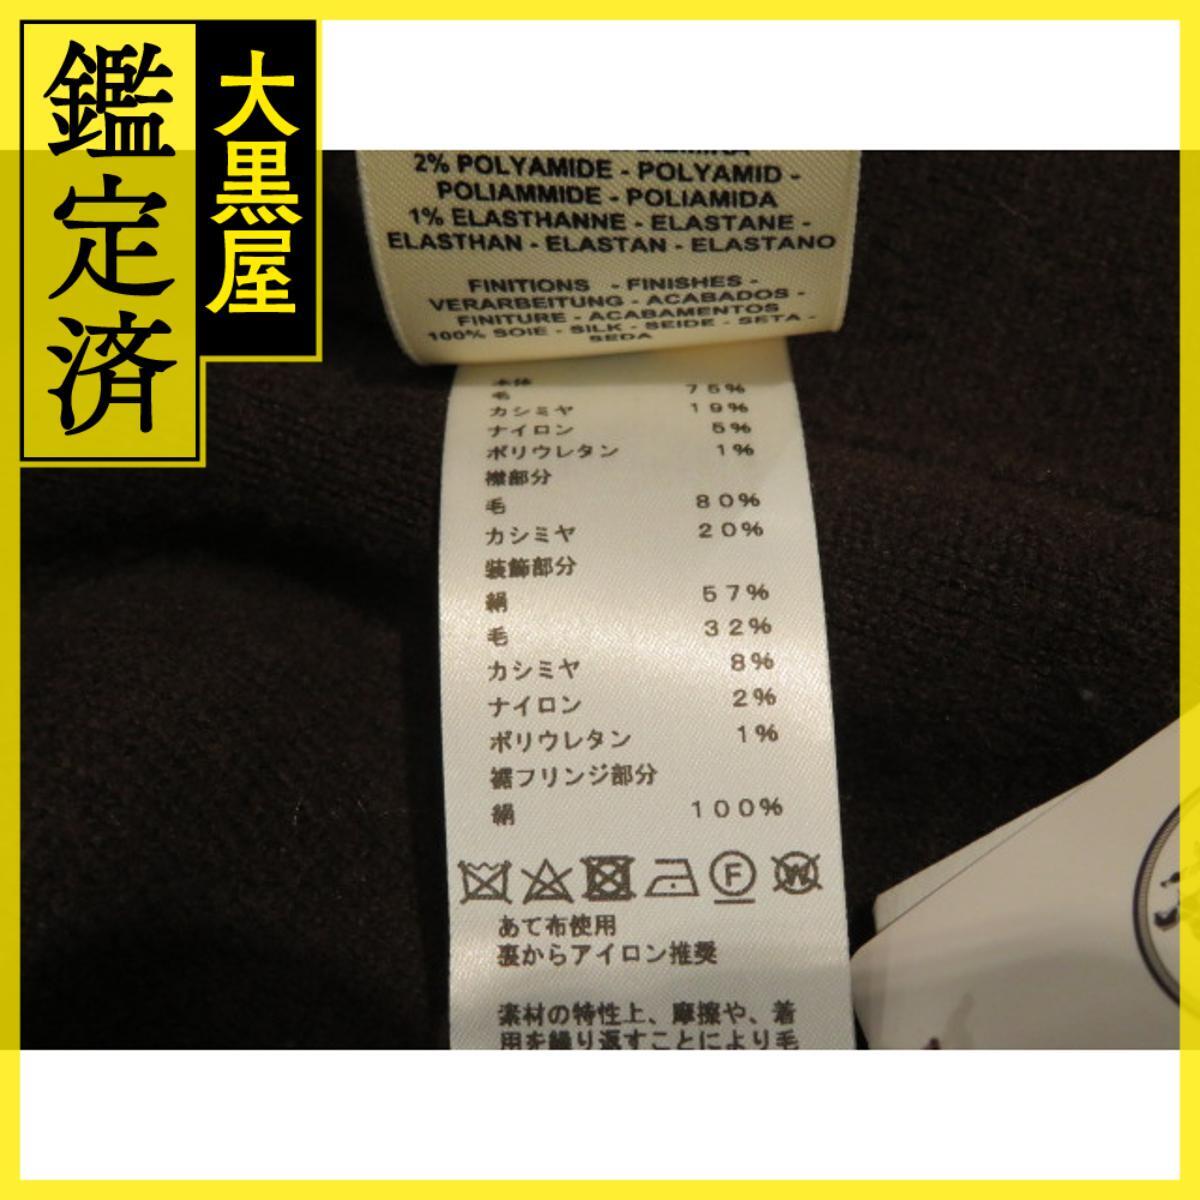 鑑定済
大黒屋
2% POLYAMIDE - POLYAMID -
POLIAMMIDE - POLIAMIDA
1% ELASTHANNE - ELASTANE -
ELASTHAN - ELASTAN - ELASTANO
FINITIONS - FINISHES -
VERARBEITUNG - ACABADOS -
FINITURE - ACABAMENTOS
100% SOIE - SILK - SEIDE - SETA -
SEDA
本体
毛 75%
カシミヤ 19%
ナイロン 5%
ポリウレタン 1%
襟部分
毛 80%
カシミヤ 20%
装飾部分
絹 57%
毛 32%
カシミヤ 8%
ナイロン 2%
ポリウレタン 1%
裾フリンジ部分
絹 100%
F W
あて布使用
裏からアイロン推奨
素材の特性上、摩擦や、着
用を繰り返すことにより毛